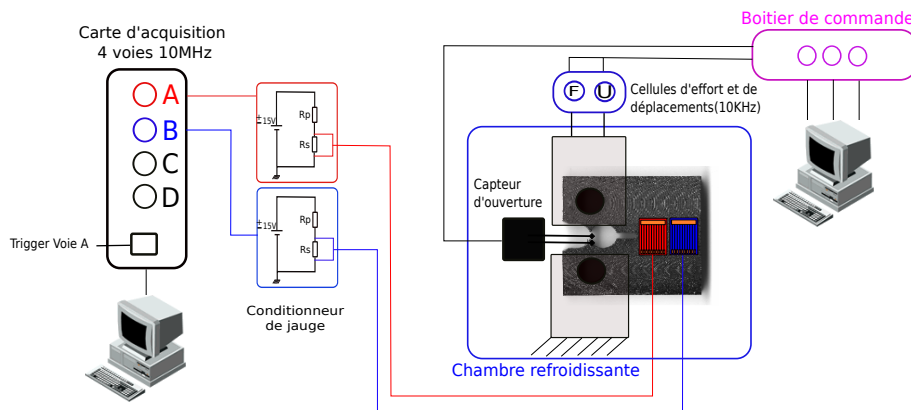 Carte d'acquisition
4 voies 10MHz
A
B
C
D
Trigger Voie A
±15V
Rp
Rs
±15V
Rp
Rs
Conditionneur
de jauge
Boitier de commande
F
U
Cellules d'effort et de
déplacements(10KHz)
Capteur
d'ouverture
Chambre refroidissante